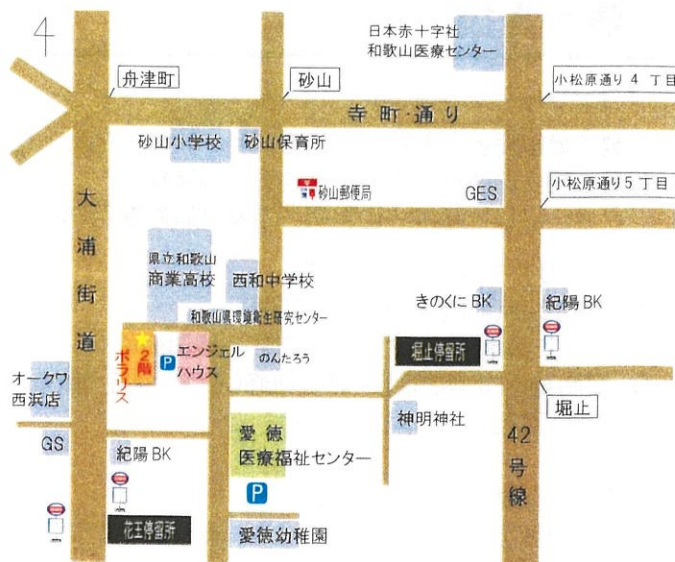 日本赤十字社
和歌山医療センター
舟津町
砂山
小松原通り4丁目
寺町通り
砂山小学校
砂山保育所
砂山郵便局
GES
小松原通り5丁目
大浦街道
県立和歌山
商業高校
西和中学校
和歌山県環境衛生研究センター
きのくにBK
紀陽BK
堀止停留所
2階
ポラリス
P
エンジェル
ハウス
のんたろう
オークワ
西浜店
神明神社
堀止
GS
紀陽BK
愛徳
医療福祉センター
P
42号線
花王停留所
愛徳幼稚園